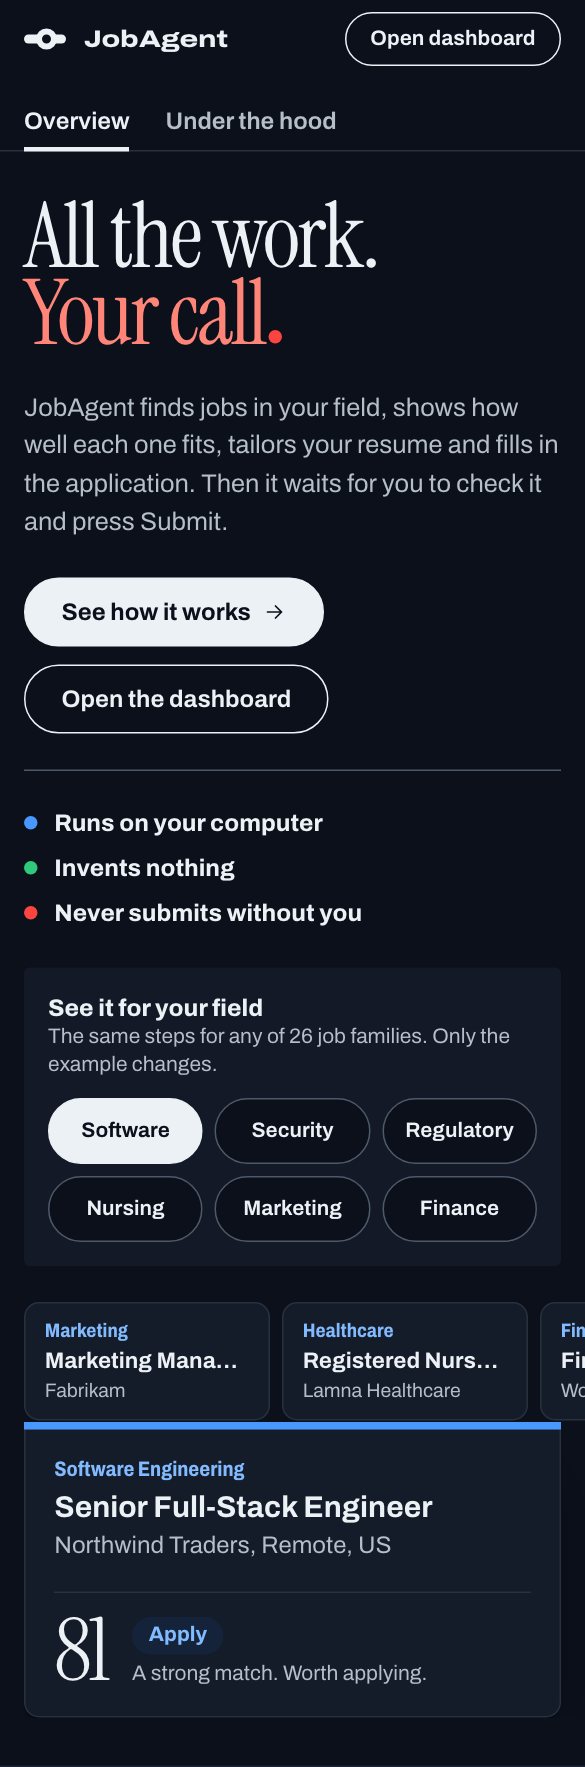 JobAgent
Open dashboard
Overview
Under the hood
All the work.
Your call.
JobAgent finds jobs in your field, shows how
well each one fits, tailors your resume and fills in
the application. Then it waits for you to check it
and press Submit.
See how it works →
Open the dashboard
Runs on your computer
Invents nothing
Never submits without you
See it for your field
The same steps for any of 26 job families. Only the
example changes.
Software
Security
Regulatory
Nursing
Marketing
Finance
Marketing
Marketing Mana...
Fabrikam
Healthcare
Registered Nurs...
Lamna Healthcare
Fin
Fi
Wo
Software Engineering
Senior Full-Stack Engineer
Northwind Traders, Remote, US
81
Apply
A strong match. Worth applying.